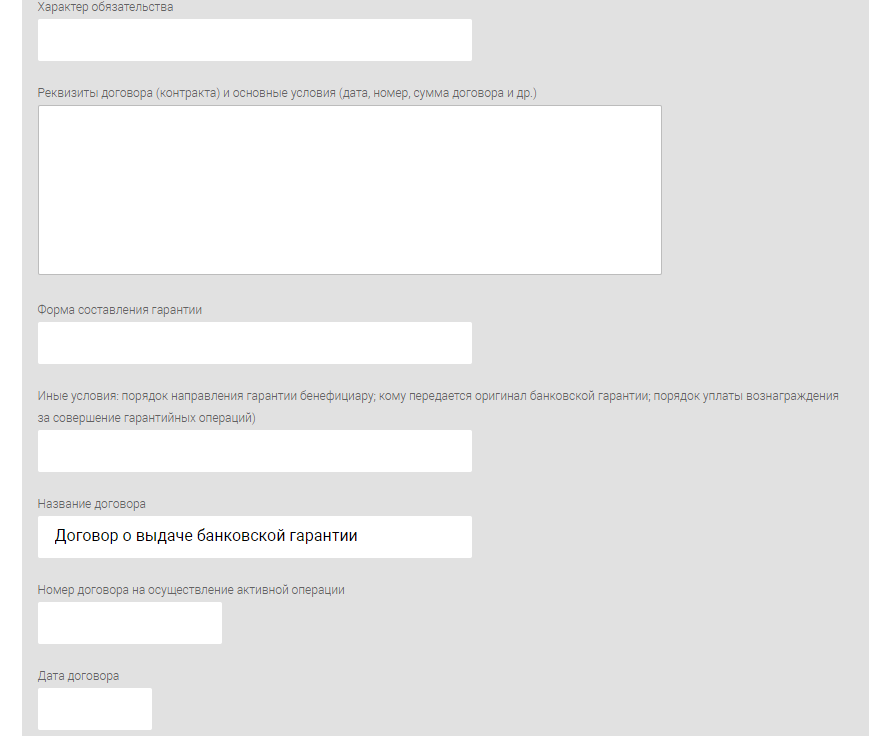 Характер обязательства
Реквизиты договора (контракта) и основные условия (дата, номер, сумма договора и др.)
Форма составления гарантии
Иные условия: порядок направления гарантии бенефициару; кому передается оригинал банковской гарантии; порядок уплаты вознаграждения
за совершение гарантийных операций)
Название договора
Договор о выдаче банковской гарантии
Номер договора на осуществление активной операции
Дата договора